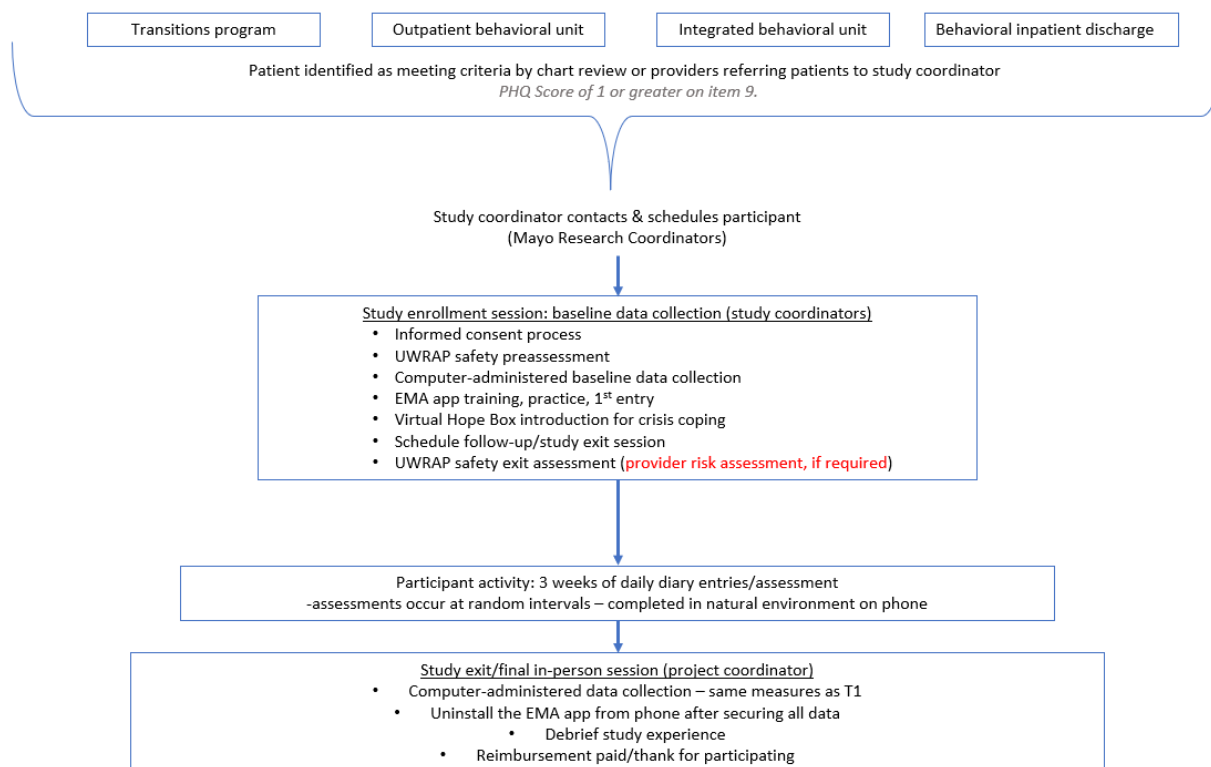 Transitions program
Outpatient behavioral unit
Integrated behavioral unit
Behavioral inpatient discharge
Patient identified as meeting criteria by chart review or providers referring patients to study coordinator
PHQ Score of 1 or greater on item 9.
Study coordinator contacts & schedules participant
(Mayo Research Coordinators)
Study enrollment session: baseline data collection (study coordinators)
• Informed consent process
• UWRAP safety preassessment
• Computer-administered baseline data collection
• EMA app training, practice, 1st entry
• Virtual Hope Box introduction for crisis coping
• Schedule follow-up/study exit session
• UWRAP safety exit assessment (provider risk assessment, if required)
Participant activity: 3 weeks of daily diary entries/assessment
-assessments occur at random intervals – completed in natural environment on phone
Study exit/final in-person session (project coordinator)
• Computer-administered data collection – same measures as T1
• Uninstall the EMA app from phone after securing all data
• Debrief study experience
• Reimbursement paid/thank for participating